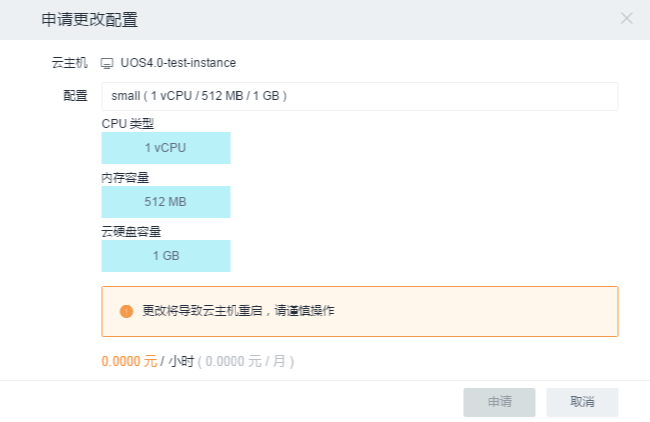 申请更改配置
云主机 UOS4.0-test-instance
配置 small ( 1 vCPU / 512 MB / 1 GB )
CPU 类型
1 vCPU
内存容量
512 MB
云硬盘容量
1 GB
更改将导致云主机重启，请谨慎操作
0.0000 元 / 小时 ( 0.0000 元 / 月 )
申请 取消